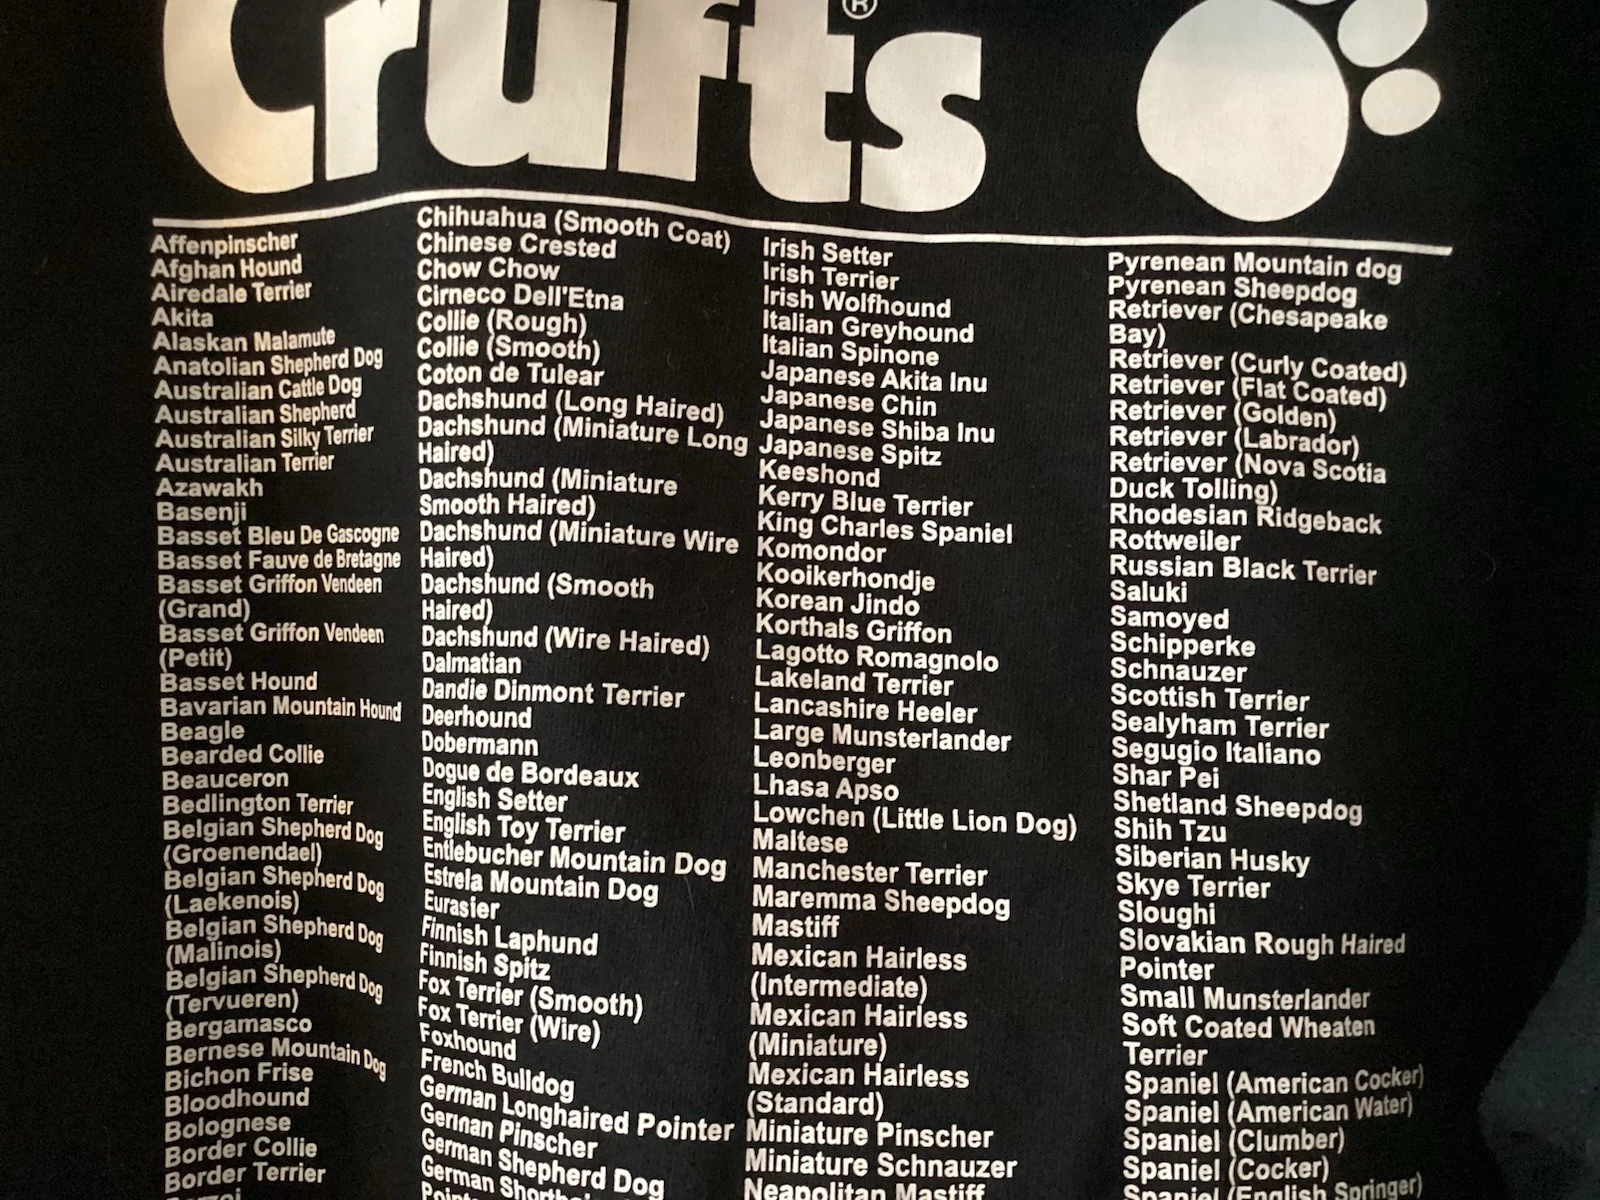 Crufts®
Affenpinscher
Afghan Hound
Airedale Terrier
Akita
Alaskan Malamute
Anatolian Shepherd Dog
Australian Cattle Dog
Australian Shepherd
Australian Silky Terrier
Australian Terrier
Azawakh
Basenji
Basset Bleu De Gascogne
Basset Fauve de Bretagne
Basset Griffon Vendeen
(Grand)
Basset Griffon Vendeen
(Petit)
Basset Hound
Bavarian Mountain Hound
Beagle
Bearded Collie
Beauceron
Bedlington Terrier
Belgian Shepherd Dog
(Groenendael)
Belgian Shepherd Dog
(Laekenois)
Belgian Shepherd Dog
(Malinois)
Belgian Shepherd Dog
(Tervueren)
Bergamasco
Bernese Mountain Dog
Bichon Frise
Bloodhound
Bolognese
Border Collie
Border Terrier
Chihuahua (Smooth Coat)
Chinese Crested
Chow Chow
Cirneco Dell'Etna
Collie (Rough)
Collie (Smooth)
Coton de Tulear
Dachshund (Long Haired)
Dachshund (Miniature Long
Haired)
Dachshund (Miniature
Smooth Haired)
Dachshund (Miniature Wire
Haired)
Dachshund (Smooth
Haired)
Dachshund (Wire Haired)
Dalmatian
Dandie Dinmont Terrier
Deerhound
Dobermann
Dogue de Bordeaux
English Setter
English Toy Terrier
Entlebucher Mountain Dog
Estrela Mountain Dog
Eurasier
Finnish Laphund
Finnish Spitz
Fox Terrier (Smooth)
Fox Terrier (Wire)
Foxhound
French Bulldog
German Longhaired Pointer
German Pinscher
German Shepherd Dog
German
Irish Setter
Irish Terrier
Irish Wolfhound
Italian Greyhound
Italian Spinone
Japanese Akita Inu
Japanese Chin
Japanese Shiba Inu
Japanese Spitz
Keeshond
Kerry Blue Terrier
King Charles Spaniel
Komondor
Kooikerhondje
Korean Jindo
Korthals Griffon
Lagotto Romagnolo
Lakeland Terrier
Lancashire Heeler
Large Munsterlander
Leonberger
Lhasa Apso
Lowchen (Little Lion Dog)
Maltese
Manchester Terrier
Maremma Sheepdog
Mastiff
Mexican Hairless
(Intermediate)
Mexican Hairless
(Miniature)
Mexican Hairless
(Standard)
Miniature Pinscher
Miniature Schnauzer
Neapolitan Mastiff
Pyrenean Mountain dog
Pyrenean Sheepdog
Retriever (Chesapeake
Bay)
Retriever (Curly Coated)
Retriever (Flat Coated)
Retriever (Golden)
Retriever (Labrador)
Retriever (Nova Scotia
Duck Tolling)
Rhodesian Ridgeback
Rottweiler
Russian Black Terrier
Saluki
Samoyed
Schipperke
Schnauzer
Scottish Terrier
Sealyham Terrier
Segugio Italiano
Shar Pei
Shetland Sheepdog
Shih Tzu
Siberian Husky
Skye Terrier
Sloughi
Slovakian Rough Haired
Pointer
Small Munsterlander
Soft Coated Wheaten
Terrier
Spaniel (American Cocker)
Spaniel (American Water)
Spaniel (Clumber)
Spaniel (Cocker)
Spaniel (English Springer)